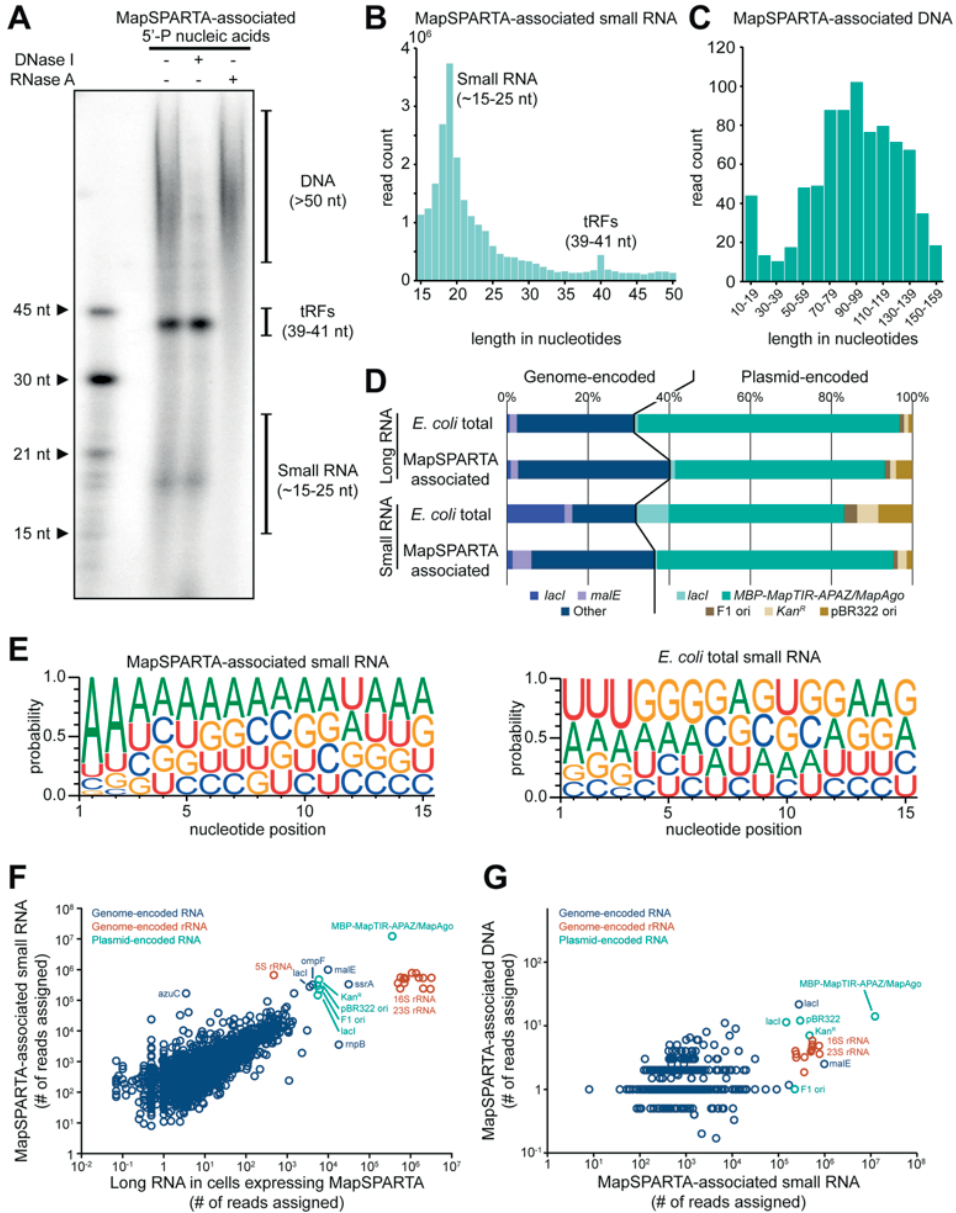 A
MapSPARTA-associated
5'-P nucleic acids
DNase I - + -
RNase A - - +
DNA
(>50 nt)
45 nt
tRFs
(39-41 nt)
30 nt
21 nt
Small RNA
(~15-25 nt)
15 nt
B
MapSPARTA-associated small RNA
4
10⁶
3
2
1
0
read count
Small RNA
(~15-25 nt)
tRFs
(39-41 nt)
15 20 25 30 35 40 45 50
length in nucleotides
C
MapSPARTA-associated DNA
120
100
80
60
40
20
0
read count
10-19 30-39 50-59 70-79 90-99 110-119 130-139 150-159
length in nucleotides
D
Genome-encoded Plasmid-encoded
0% 20% 40% 60% 80% 100%
Long RNA
E. coli total
MapSPARTA
associated
Small RNA
E. coli total
MapSPARTA
associated
lacI malE lacI MBP-MapTIR-APAZ/MapAgo
Other F1 ori Kanᴿ pBR322 ori
E
MapSPARTA-associated small RNA
probability
1.0
0.5
0.0
AAAAAAAAAAAUAAA
1 5 10 15
nucleotide position
E. coli total small RNA
probability
1.0
0.5
0.0
UUUGGGGAGUGGAAG
1 5 10 15
nucleotide position
F
Genome-encoded RNA
Genome-encoded rRNA
Plasmid-encoded RNA
MBP-MapTIR-APAZ/MapAgo
ompF
5S rRNA
lacI
malE
ssrA
azuC
Kanᴿ
pBR322 ori
F1 ori
lacI
16S rRNA
23S rRNA
rnpB
MapSPARTA-associated small RNA
(# of reads assigned)
10⁸
10⁷
10⁶
10⁵
10⁴
10³
10²
10¹
1
10⁻² 10⁻¹ 1 10¹ 10² 10³ 10⁴ 10⁵ 10⁶ 10⁷
Long RNA in cells expressing MapSPARTA
(# of reads assigned)
G
Genome-encoded RNA
Genome-encoded rRNA
Plasmid-encoded RNA
MBP-MapTIR-APAZ/MapAgo
lacI
lacI
pBR322
Kanᴿ
16S rRNA
23S rRNA
malE
F1 ori
MapSPARTA-associated DNA
(# of reads assigned)
10²
10¹
1
10⁻¹
1 10¹ 10² 10³ 10⁴ 10⁵ 10⁶ 10⁷ 10⁸
MapSPARTA-associated small RNA
(# of reads assigned)